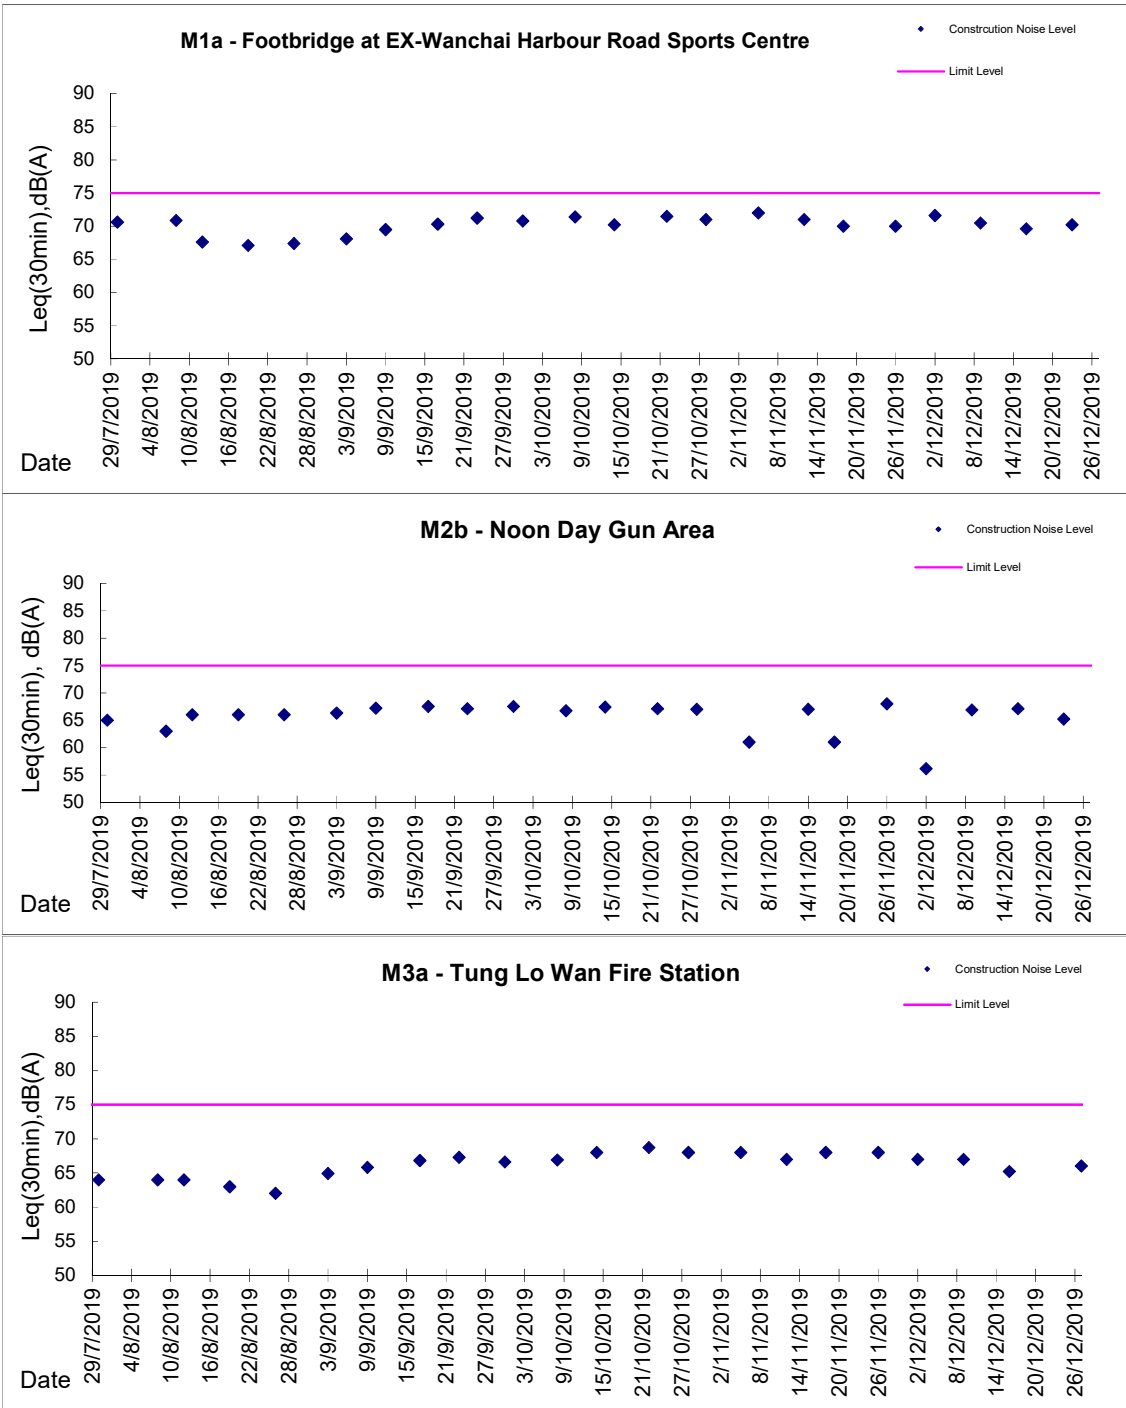 M1a - Footbridge at EX-Wanchai Harbour Road Sports Centre
Constrcution Noise Level
Limit Level
Leq(30min),dB(A)
90
85
80
75
70
65
60
55
50
29/7/2019 4/8/2019 10/8/2019 16/8/2019 22/8/2019 28/8/2019 3/9/2019 9/9/2019 15/9/2019 21/9/2019 27/9/2019 3/10/2019 9/10/2019 15/10/2019 21/10/2019 27/10/2019 2/11/2019 8/11/2019 14/11/2019 20/11/2019 26/11/2019 2/12/2019 8/12/2019 14/12/2019 20/12/2019 26/12/2019
Date
M2b - Noon Day Gun Area
Construction Noise Level
Limit Level
Leq(30min), dB(A)
90
85
80
75
70
65
60
55
50
29/7/2019 4/8/2019 10/8/2019 16/8/2019 22/8/2019 28/8/2019 3/9/2019 9/9/2019 15/9/2019 21/9/2019 27/9/2019 3/10/2019 9/10/2019 15/10/2019 21/10/2019 27/10/2019 2/11/2019 8/11/2019 14/11/2019 20/11/2019 26/11/2019 2/12/2019 8/12/2019 14/12/2019 20/12/2019 26/12/2019
Date
M3a - Tung Lo Wan Fire Station
Construction Noise Level
Limit Level
Leq(30min),dB(A)
90
85
80
75
70
65
60
55
50
29/7/2019 4/8/2019 10/8/2019 16/8/2019 22/8/2019 28/8/2019 3/9/2019 9/9/2019 15/9/2019 21/9/2019 27/9/2019 3/10/2019 9/10/2019 15/10/2019 21/10/2019 27/10/2019 2/11/2019 8/11/2019 14/11/2019 20/11/2019 26/11/2019 2/12/2019 8/12/2019 14/12/2019 20/12/2019 26/12/2019
Date